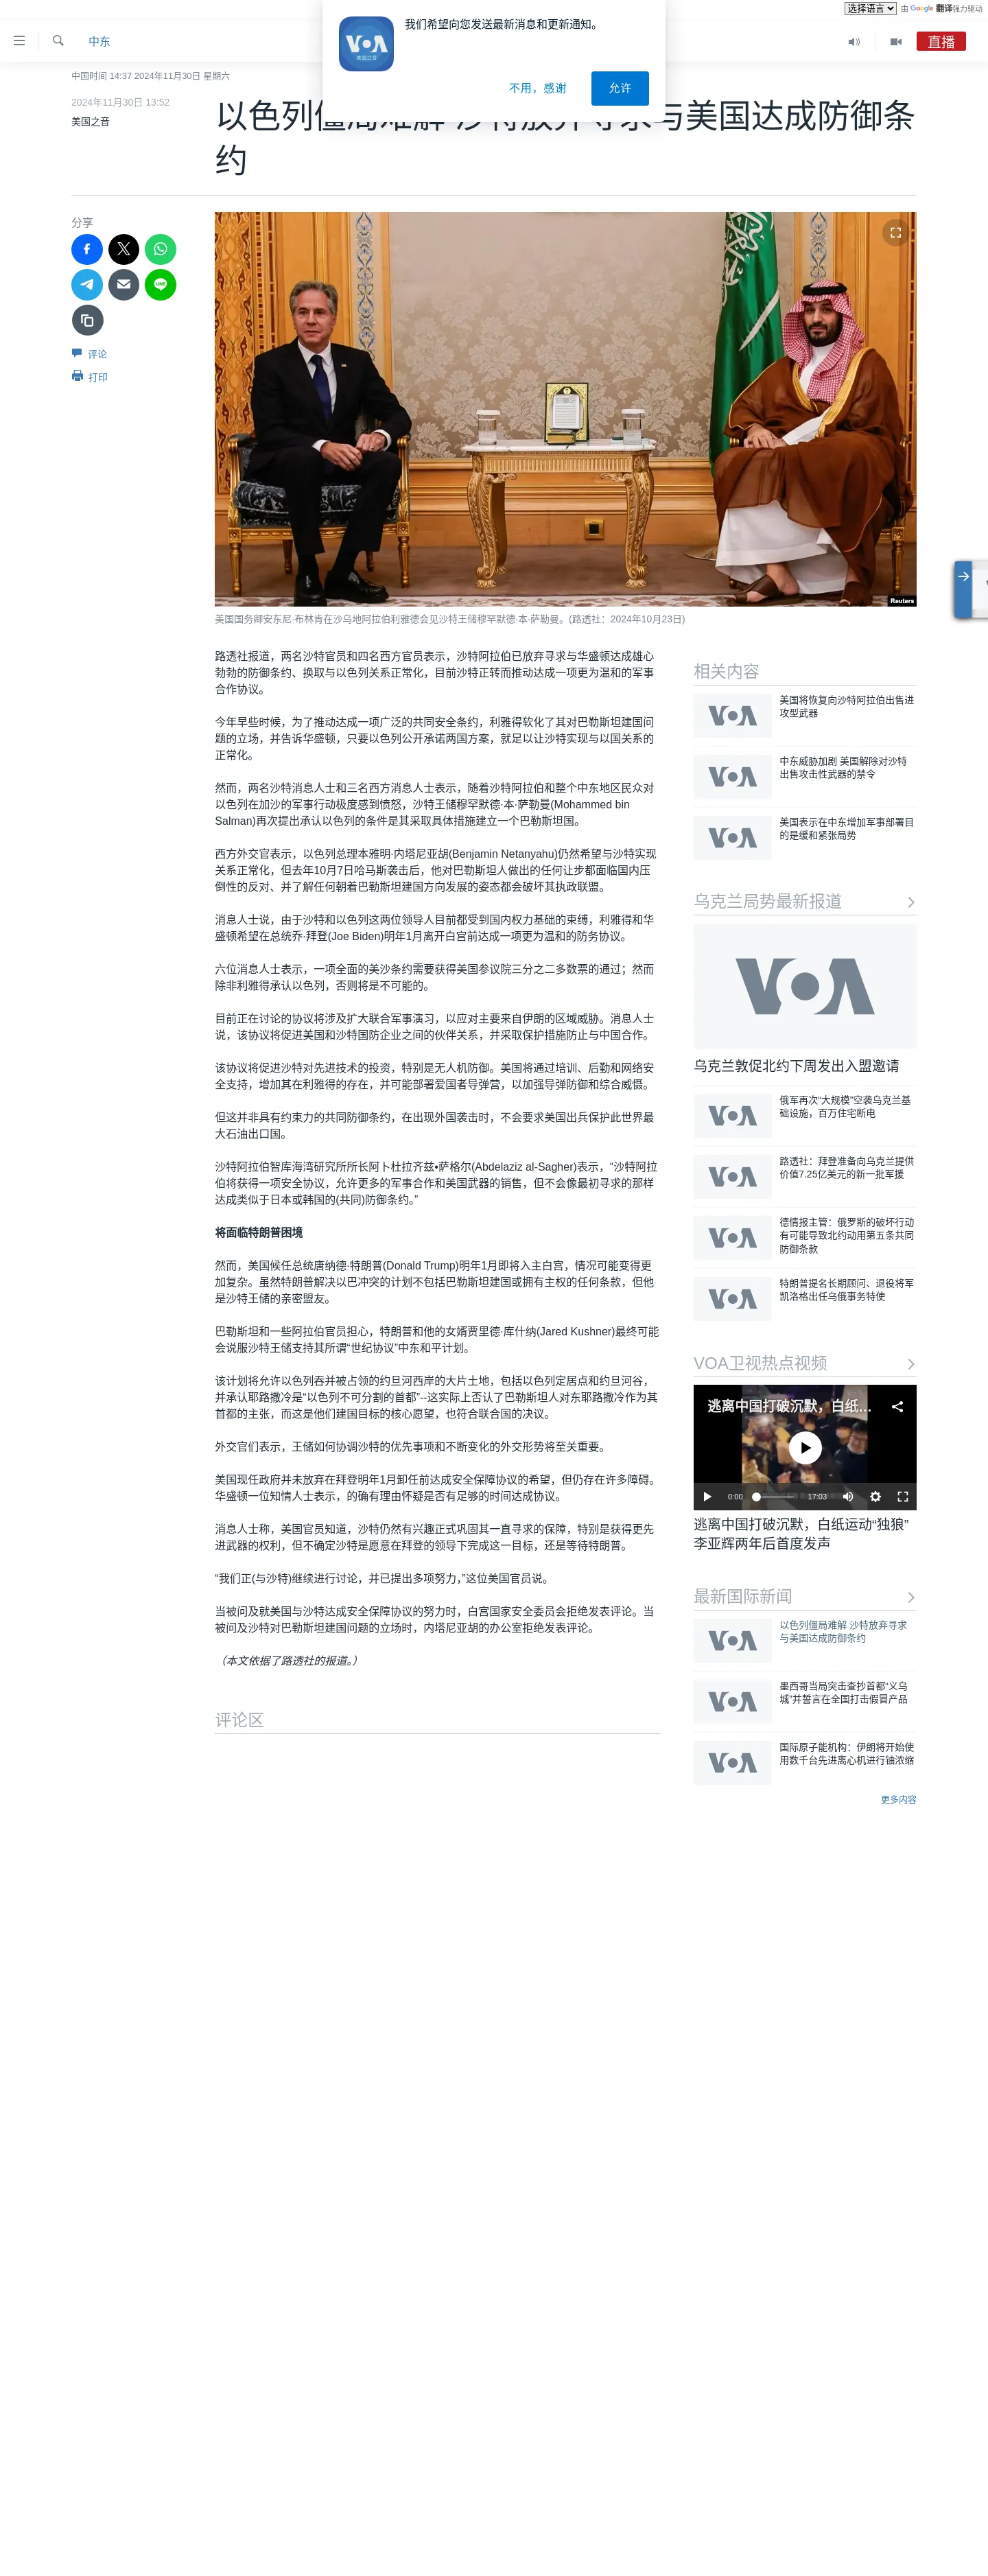 选择语言 由 Google 翻译强力驱动
我们希望向您发送最新消息和更新通知。
VOA
美国之音
不用，感谢
允许
中东
直播
中国时间 14:37 2024年11月30日 星期六
2024年11月30日 13:52
美国之音
以色列僵局难解 沙特放弃寻求与美国达成防御条
约
分享
评论
打印
Reuters
美国国务卿安东尼·布林肯在沙乌地阿拉伯利雅德会见沙特王储穆罕默德·本·萨勒曼。(路透社：2024年10月23日)
路透社报道，两名沙特官员和四名西方官员表示，沙特阿拉伯已放弃寻求与华盛顿达成雄心
勃勃的防御条约、换取与以色列关系正常化，目前沙特正转而推动达成一项更为温和的军事
合作协议。
今年早些时候，为了推动达成一项广泛的共同安全条约，利雅得软化了其对巴勒斯坦建国问
题的立场，并告诉华盛顿，只要以色列公开承诺两国方案，就足以让沙特实现与以国关系的
正常化。
然而，两名沙特消息人士和三名西方消息人士表示，随着沙特阿拉伯和整个中东地区民众对
以色列在加沙的军事行动极度感到愤怒，沙特王储穆罕默德·本·萨勒曼(Mohammed bin
Salman)再次提出承认以色列的条件是其采取具体措施建立一个巴勒斯坦国。
西方外交官表示，以色列总理本雅明·内塔尼亚胡(Benjamin Netanyahu)仍然希望与沙特实现
关系正常化，但去年10月7日哈马斯袭击后，他对巴勒斯坦人做出的任何让步都面临国内压
倒性的反对、并了解任何朝着巴勒斯坦建国方向发展的姿态都会破坏其执政联盟。
消息人士说，由于沙特和以色列这两位领导人目前都受到国内权力基础的束缚，利雅得和华
盛顿希望在总统乔·拜登(Joe Biden)明年1月离开白宫前达成一项更为温和的防务协议。
六位消息人士表示，一项全面的美沙条约需要获得美国参议院三分之二多数票的通过；然而
除非利雅得承认以色列，否则将是不可能的。
目前正在讨论的协议将涉及扩大联合军事演习，以应对主要来自伊朗的区域威胁。消息人士
说，该协议将促进美国和沙特国防企业之间的伙伴关系，并采取保护措施防止与中国合作。
该协议将促进沙特对先进技术的投资，特别是无人机防御。美国将通过培训、后勤和网络安
全支持，增加其在利雅得的存在，并可能部署爱国者导弹营，以加强导弹防御和综合威慑。
但这并非具有约束力的共同防御条约，在出现外国袭击时，不会要求美国出兵保护此世界最
大石油出口国。
沙特阿拉伯智库海湾研究所所长阿卜杜拉齐兹•萨格尔(Abdelaziz al-Sagher)表示，“沙特阿拉
伯将获得一项安全协议，允许更多的军事合作和美国武器的销售，但不会像最初寻求的那样
达成类似于日本或韩国的(共同)防御条约。”
将面临特朗普困境
然而，美国候任总统唐纳德·特朗普(Donald Trump)明年1月即将入主白宫，情况可能变得更
加复杂。虽然特朗普解决以巴冲突的计划不包括巴勒斯坦建国或拥有主权的任何条款，但他
是沙特王储的亲密盟友。
巴勒斯坦和一些阿拉伯官员担心，特朗普和他的女婿贾里德·库什纳(Jared Kushner)最终可能
会说服沙特王储支持其所谓“世纪协议”中东和平计划。
该计划将允许以色列吞并被占领的约旦河西岸的大片土地，包括以色列定居点和约旦河谷，
并承认耶路撒冷是“以色列不可分割的首都”--这实际上否认了巴勒斯坦人对东耶路撒冷作为其
首都的主张，而这是他们建国目标的核心愿望，也符合联合国的决议。
外交官们表示，王储如何协调沙特的优先事项和不断变化的外交形势将至关重要。
美国现任政府并未放弃在拜登明年1月卸任前达成安全保障协议的希望，但仍存在许多障碍。
华盛顿一位知情人士表示，的确有理由怀疑是否有足够的时间达成协议。
消息人士称，美国官员知道，沙特仍然有兴趣正式巩固其一直寻求的保障，特别是获得更先
进武器的权利，但不确定沙特是愿意在拜登的领导下完成这一目标，还是等待特朗普。
“我们正(与沙特)继续进行讨论，并已提出多项努力，”这位美国官员说。
当被问及就美国与沙特达成安全保障协议的努力时，白宫国家安全委员会拒绝发表评论。当
被问及沙特对巴勒斯坦建国问题的立场时，内塔尼亚胡的办公室拒绝发表评论。
（本文依据了路透社的报道。）
评论区
相关内容
VOA
美国将恢复向沙特阿拉伯出售进
攻型武器
VOA
中东威胁加剧 美国解除对沙特
出售攻击性武器的禁令
VOA
美国表示在中东增加军事部署目
的是缓和紧张局势
乌克兰局势最新报道
VOA
乌克兰敦促北约下周发出入盟邀请
VOA
俄军再次“大规模”空袭乌克兰基
础设施，百万住宅断电
VOA
路透社：拜登准备向乌克兰提供
价值7.25亿美元的新一批军援
VOA
德情报主管：俄罗斯的破坏行动
有可能导致北约动用第五条共同
防御条款
VOA
特朗普提名长期顾问、退役将军
凯洛格出任乌俄事务特使
VOA卫视热点视频
逃离中国打破沉默，白纸...
0:00
17:03
逃离中国打破沉默，白纸运动“独狼”
李亚辉两年后首度发声
最新国际新闻
VOA
以色列僵局难解 沙特放弃寻求
与美国达成防御条约
VOA
墨西哥当局突击查抄首都“义乌
城”并誓言在全国打击假冒产品
VOA
国际原子能机构：伊朗将开始使
用数千台先进离心机进行铀浓缩
更多内容